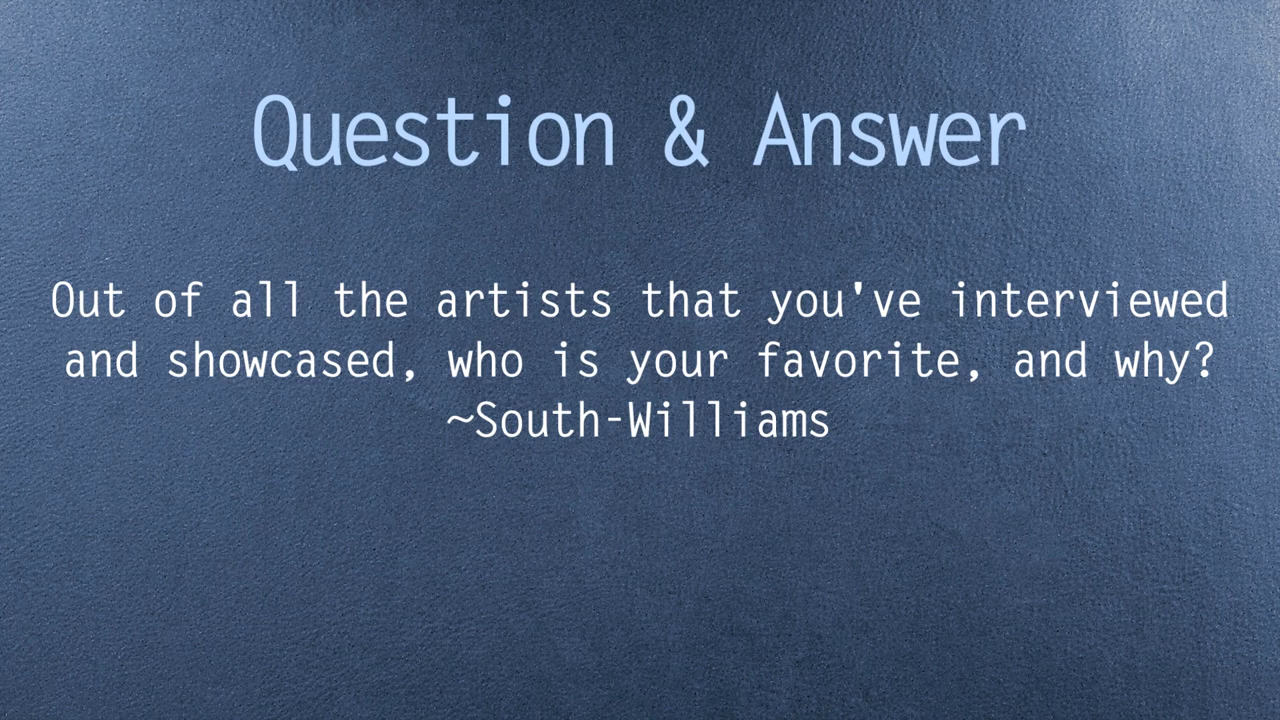 Question & Answer
Out of all the artists that you've interviewed
and showcased, who is your favorite, and why?
~South-Williams